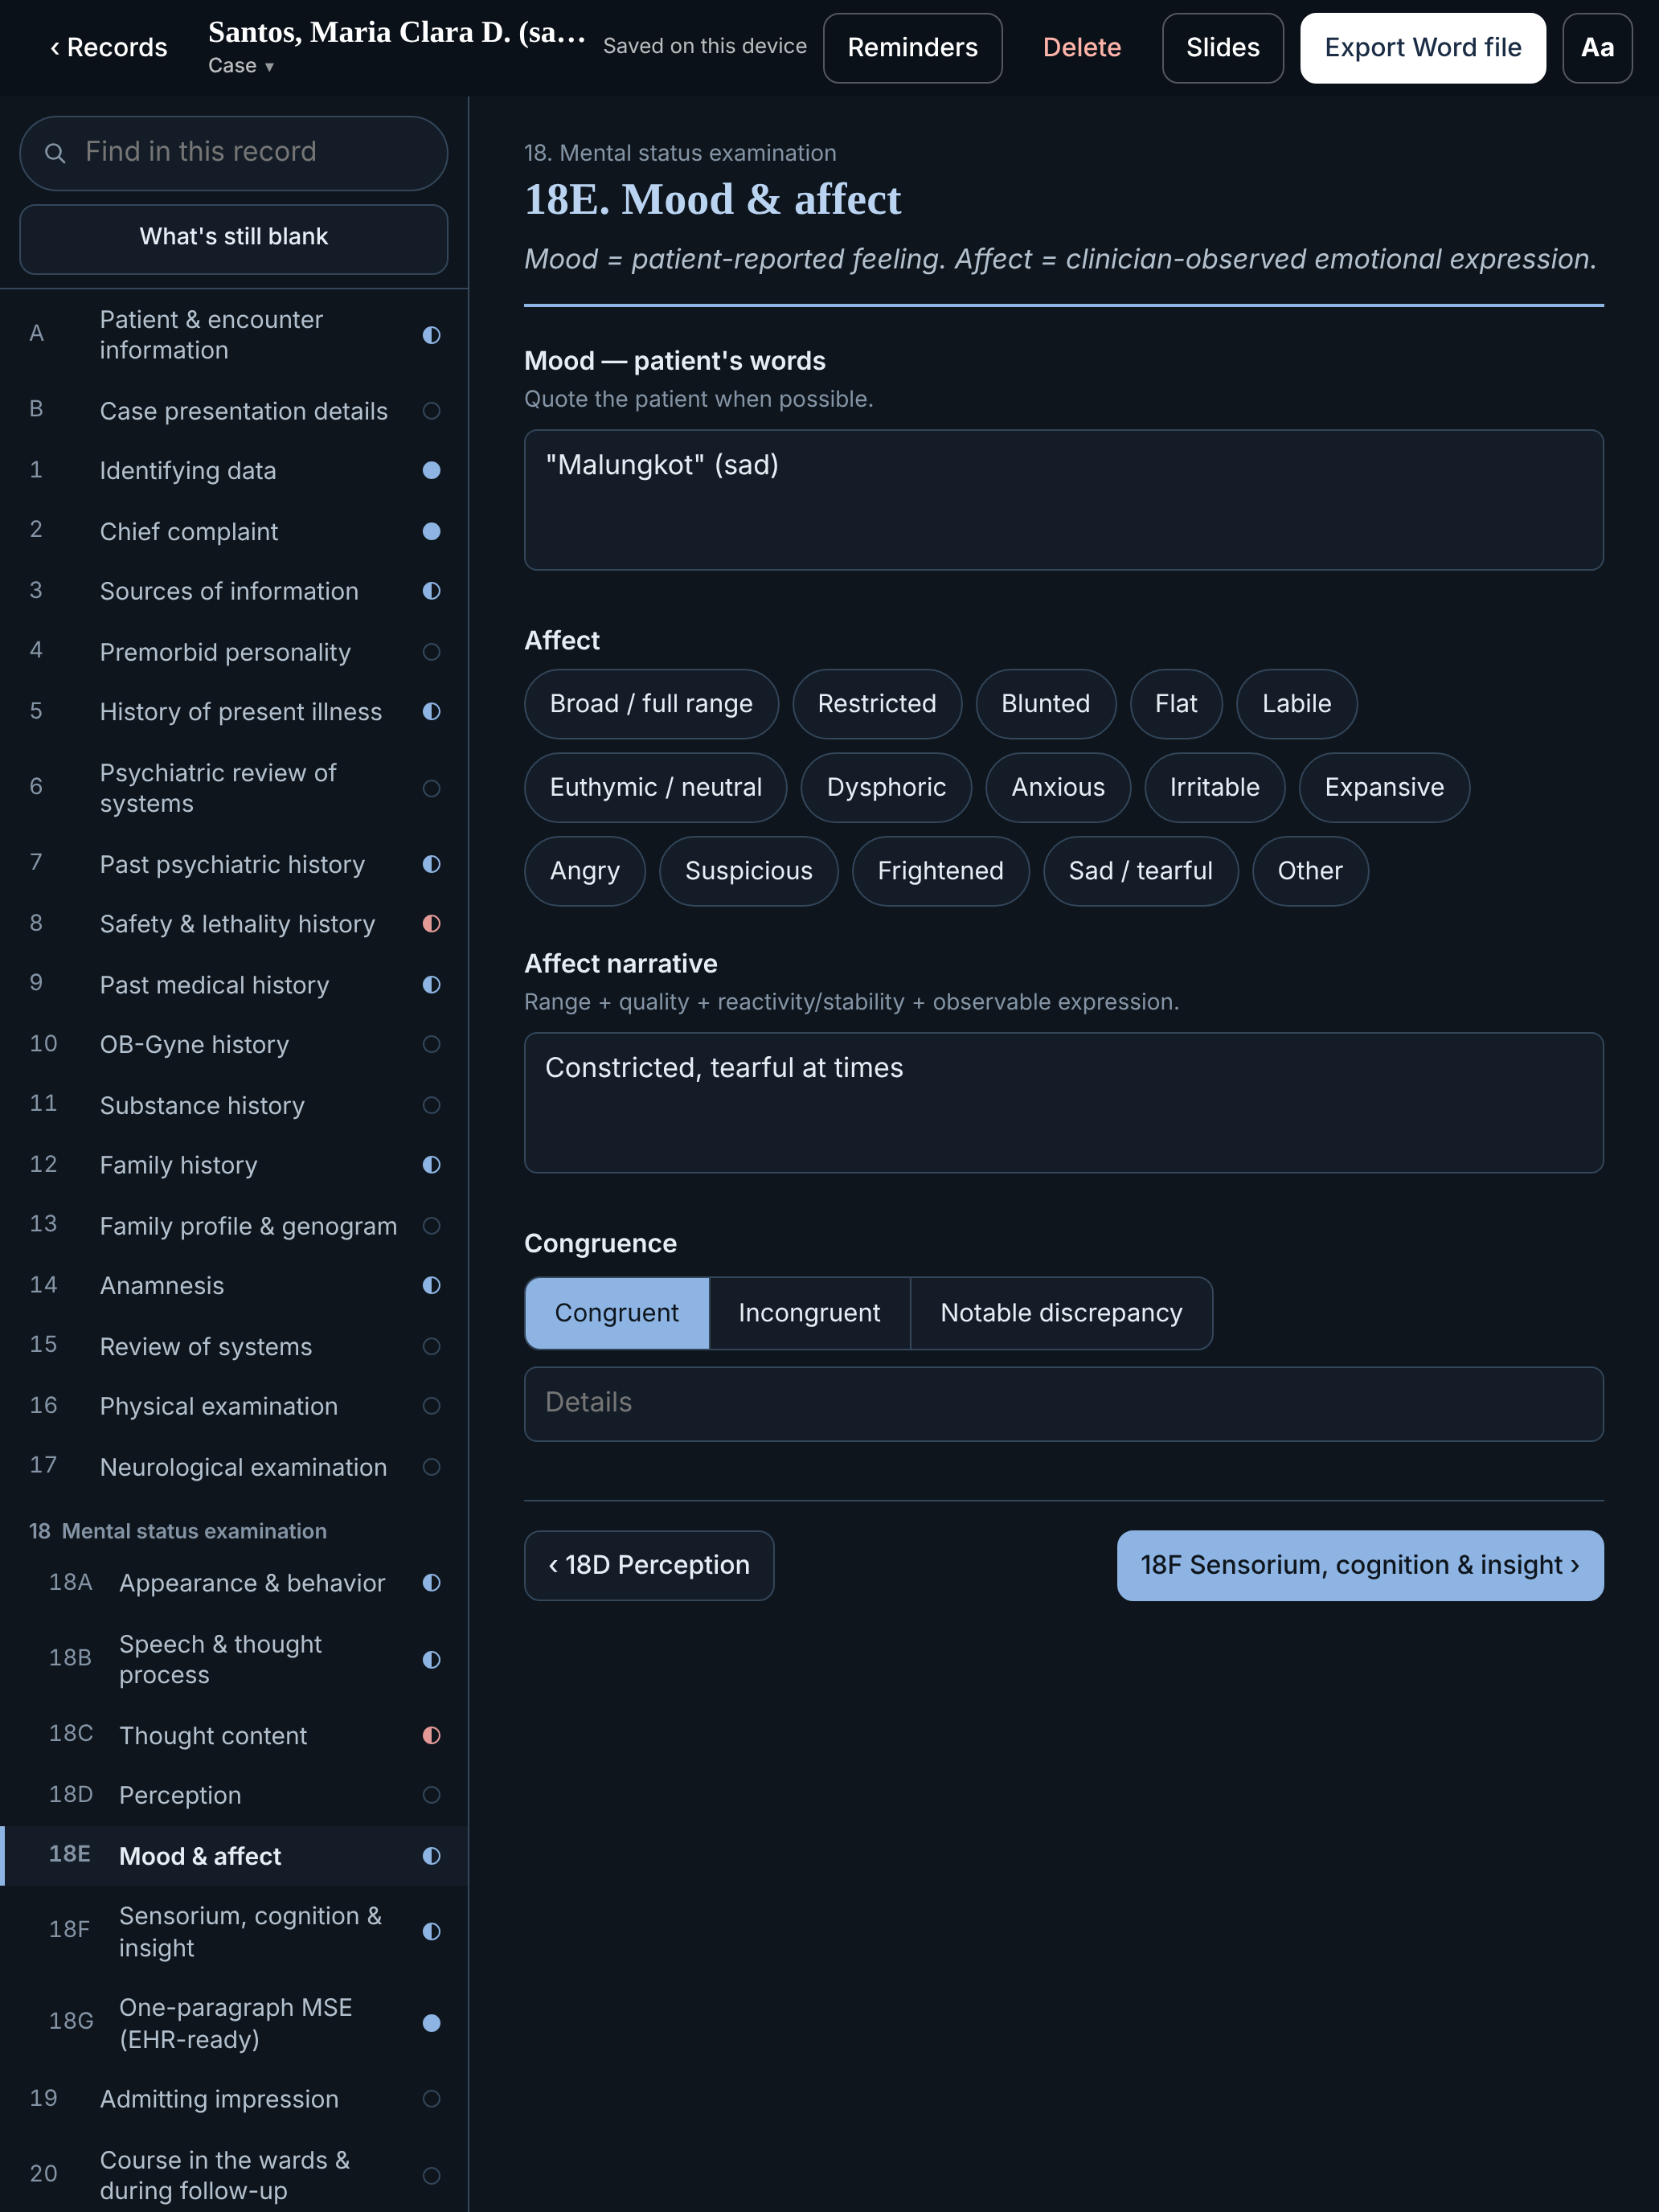 ‹ Records
Santos, Maria Clara D. (sa…
Case ▾
Saved on this device
Reminders
Delete
Slides
Export Word file
Aa
Find in this record
What's still blank
A Patient & encounter
information
B Case presentation details
1 Identifying data
2 Chief complaint
3 Sources of information
4 Premorbid personality
5 History of present illness
6 Psychiatric review of
systems
7 Past psychiatric history
8 Safety & lethality history
9 Past medical history
10 OB-Gyne history
11 Substance history
12 Family history
13 Family profile & genogram
14 Anamnesis
15 Review of systems
16 Physical examination
17 Neurological examination
18 Mental status examination
18A Appearance & behavior
18B Speech & thought
process
18C Thought content
18D Perception
18E Mood & affect
18F Sensorium, cognition &
insight
18G One-paragraph MSE
(EHR-ready)
19 Admitting impression
20 Course in the wards &
during follow-up
18. Mental status examination
18E. Mood & affect
Mood = patient-reported feeling. Affect = clinician-observed emotional expression.
Mood — patient's words
Quote the patient when possible.
"Malungkot" (sad)
Affect
Broad / full range Restricted Blunted Flat Labile
Euthymic / neutral Dysphoric Anxious Irritable Expansive
Angry Suspicious Frightened Sad / tearful Other
Affect narrative
Range + quality + reactivity/stability + observable expression.
Constricted, tearful at times
Congruence
Congruent Incongruent Notable discrepancy
Details
‹ 18D Perception
18F Sensorium, cognition & insight ›